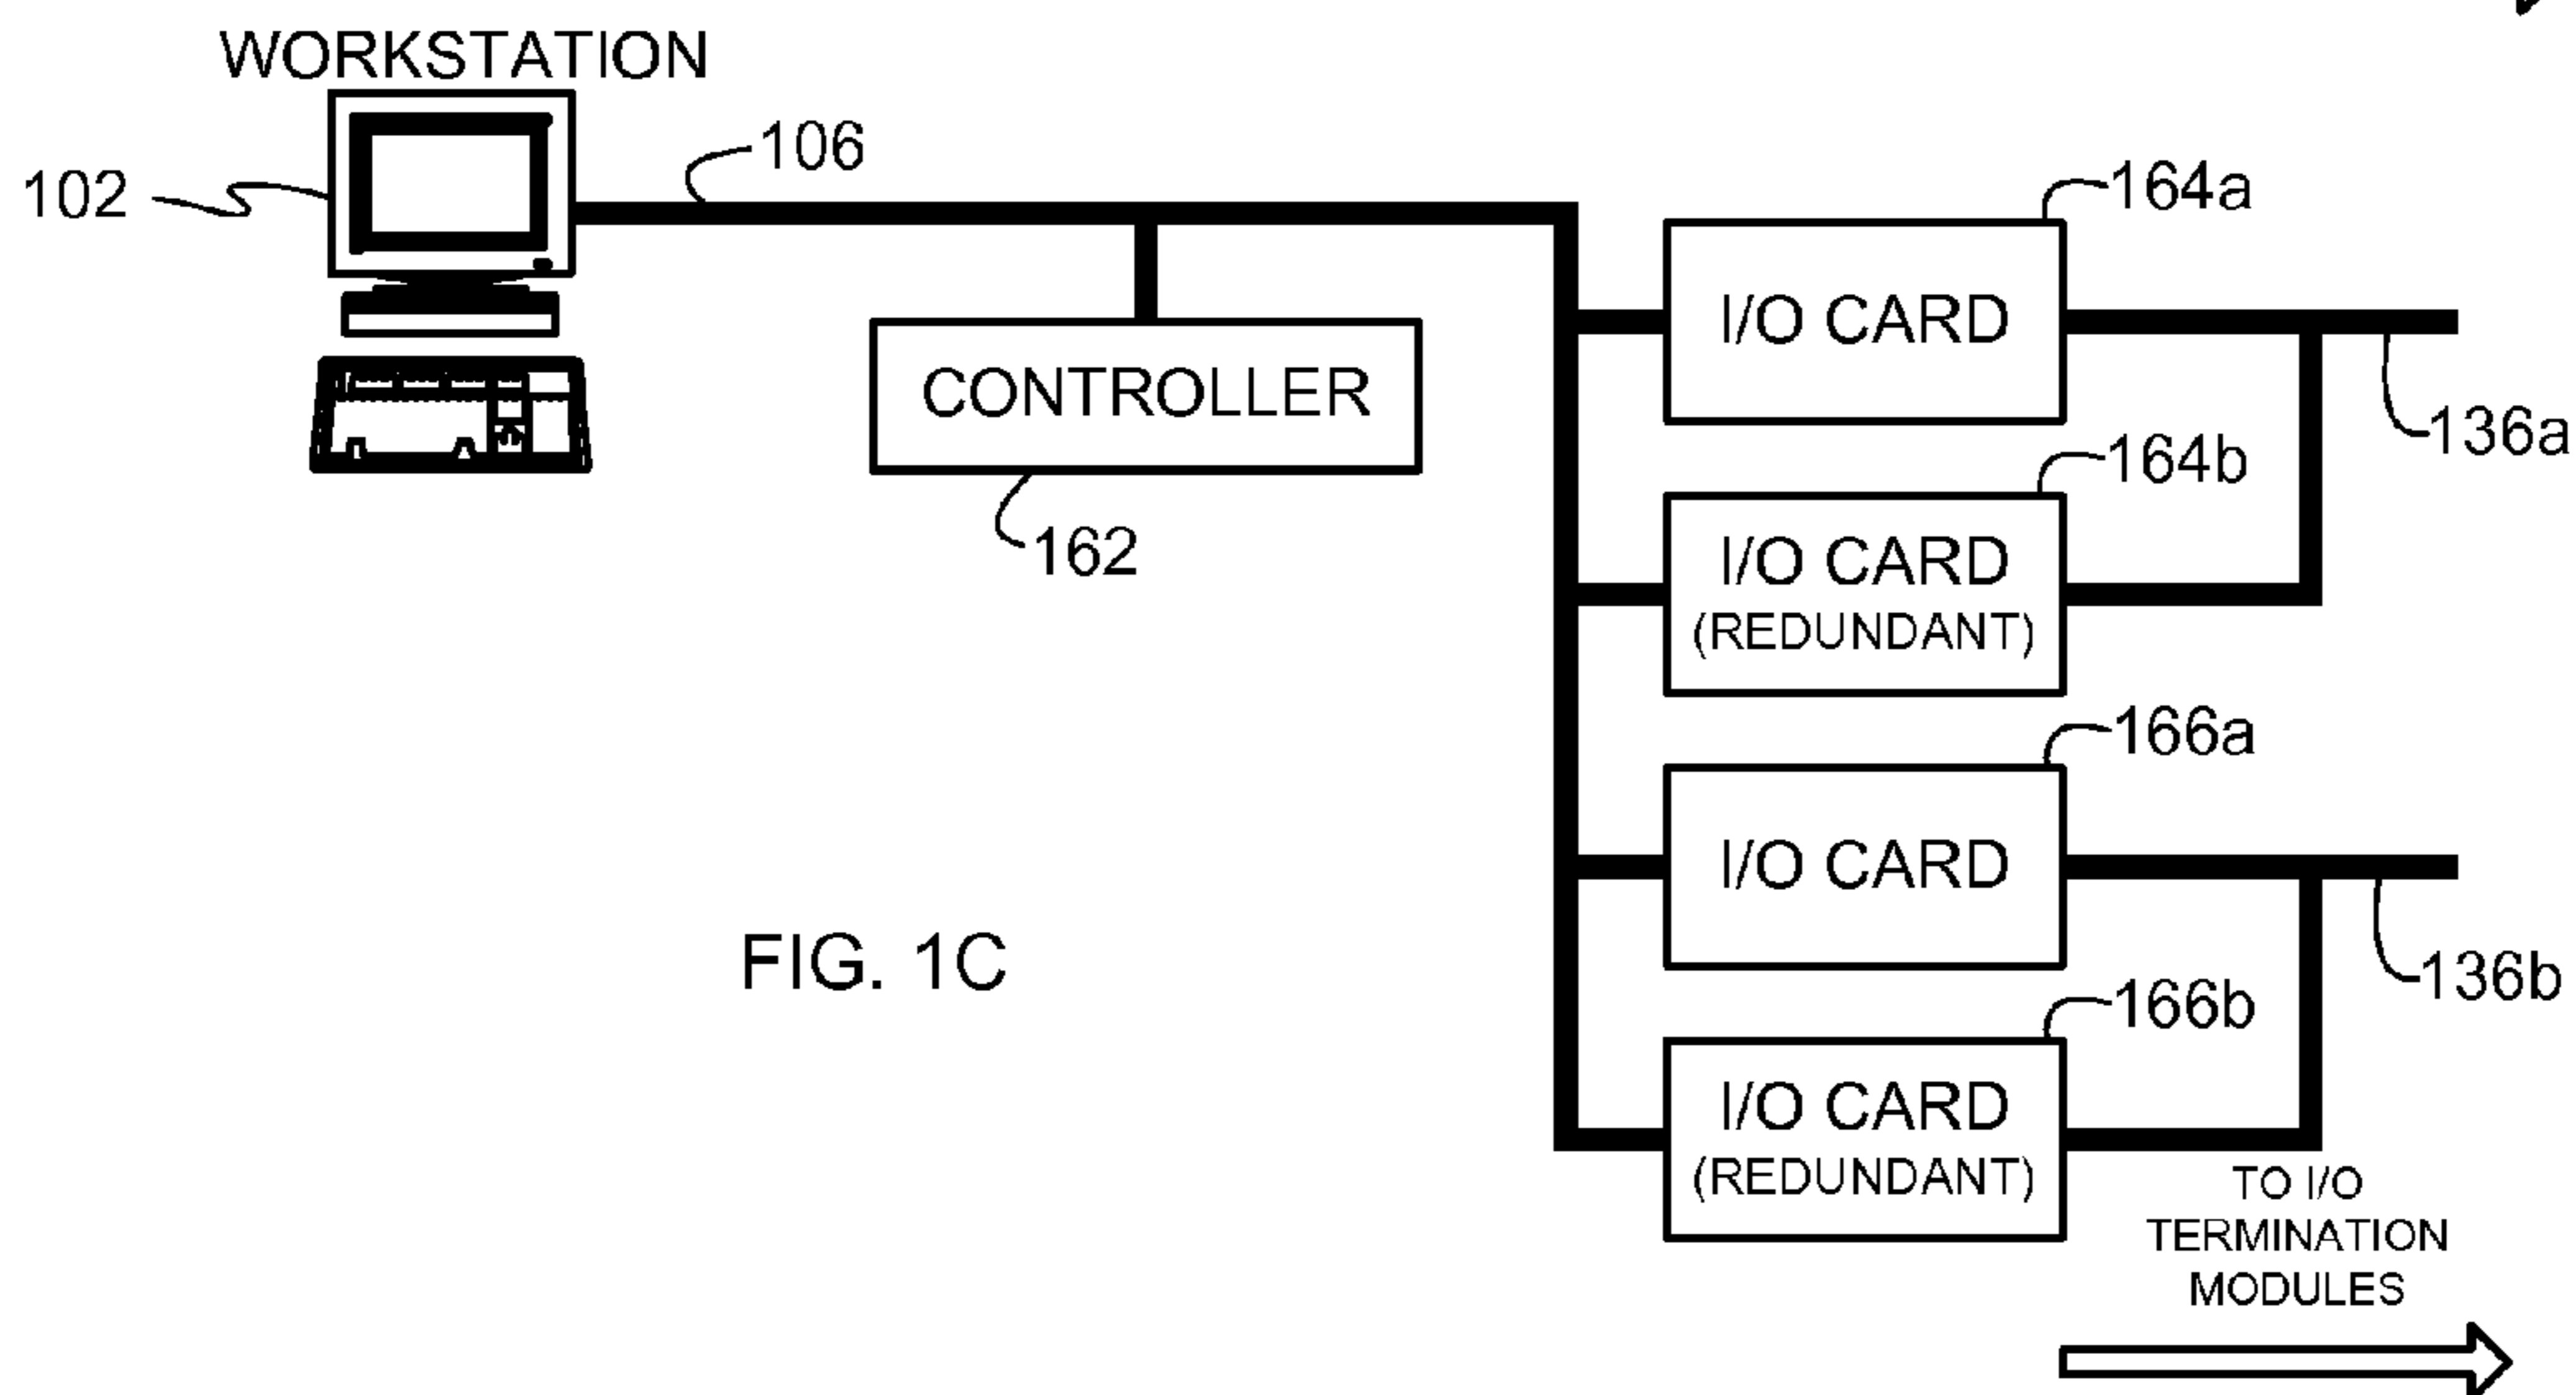 WORKSTATION
102
106
CONTROLLER
162
164a
I/O CARD
136a
164b
I/O CARD
(REDUNDANT)
166a
I/O CARD
136b
166b
I/O CARD
(REDUNDANT)
TO I/O
TERMINATION
MODULES
FIG. 1C